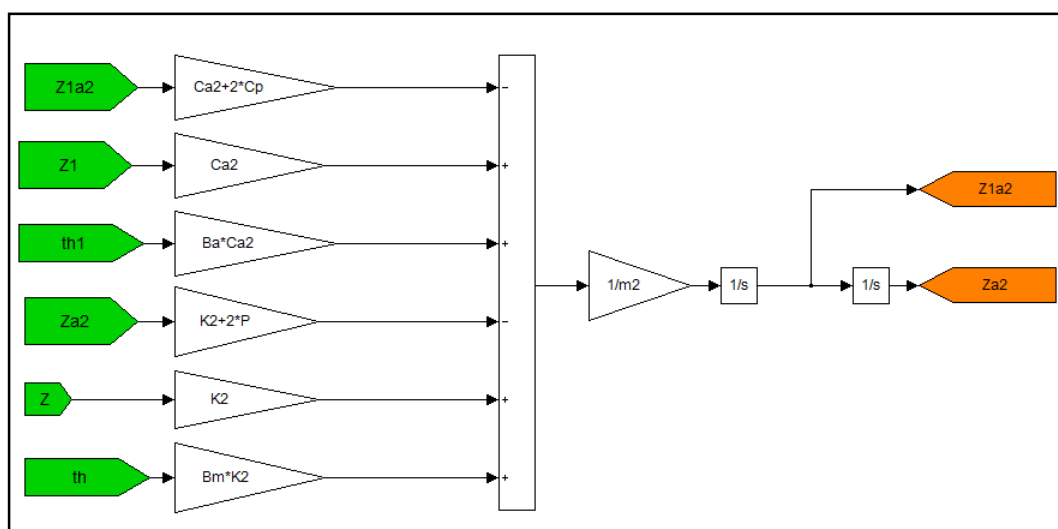 Z1a2
Ca2+2*Cp
−
Z1
Ca2
+
Z1a2
th1
Ba*Ca2
+
1/m2
1/s
1/s
Za2
Za2
K2+2*P
−
Z
K2
+
th
Bm*K2
+